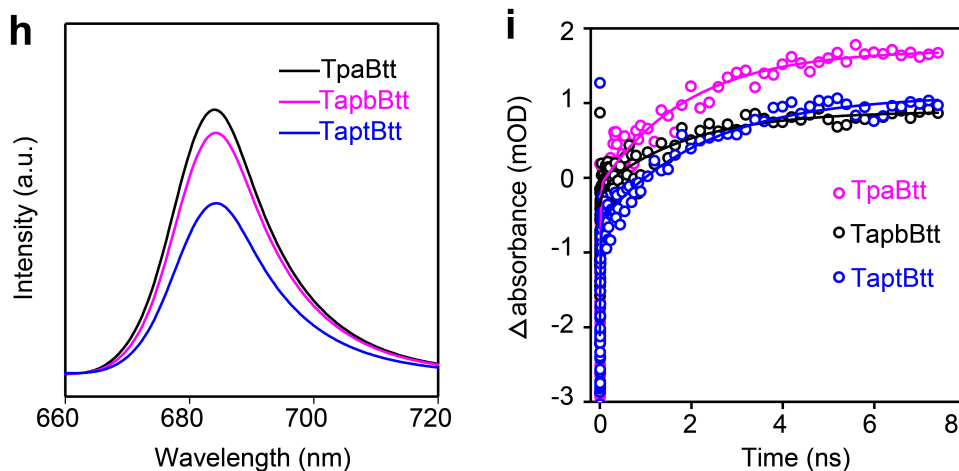 h
Intensity (a.u.)
TpaBtt
TapbBtt
TaptBtt
660
680
700
720
Wavelength (nm)
i
△absorbance (mOD)
2
1
0
-1
-2
-3
TpaBtt
TapbBtt
TaptBtt
0
2
4
6
8
Time (ns)